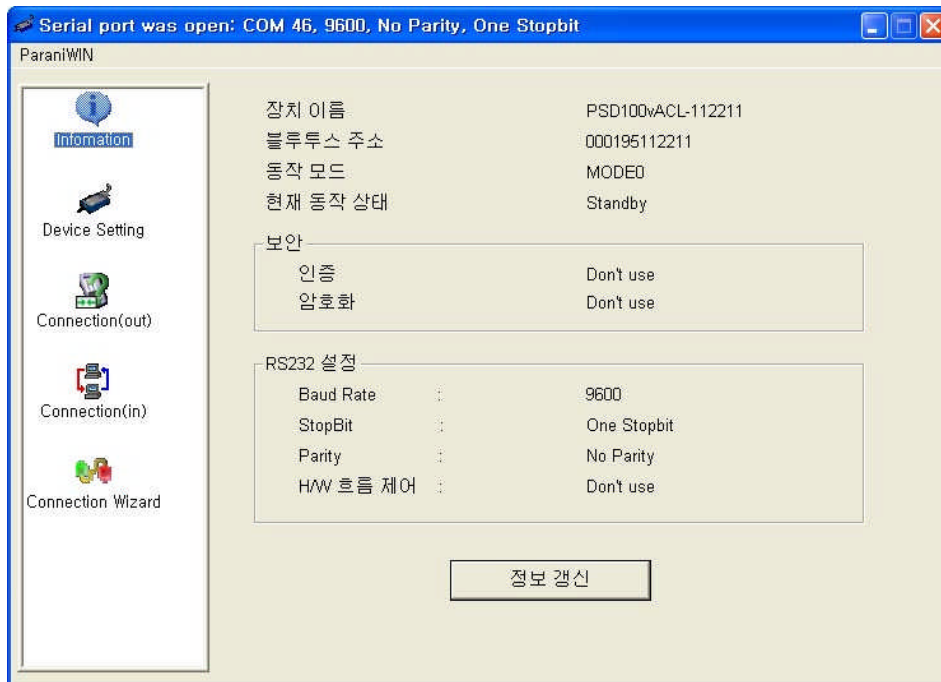 Serial port was open: COM 46, 9600, No Parity, One Stopbit
ParaniWIN
Infomation
Device Setting
Connection(out)
Connection(in)
Connection Wizard
장치 이름 PSD100vACL-112211
블루투스 주소 000195112211
동작 모드 MODE0
현재 동작 상태 Standby
보안
인증 Don't use
암호화 Don't use
RS232 설정
Baud Rate : 9600
StopBit : One Stopbit
Parity : No Parity
H/W 흐름 제어 : Don't use
정보 갱신